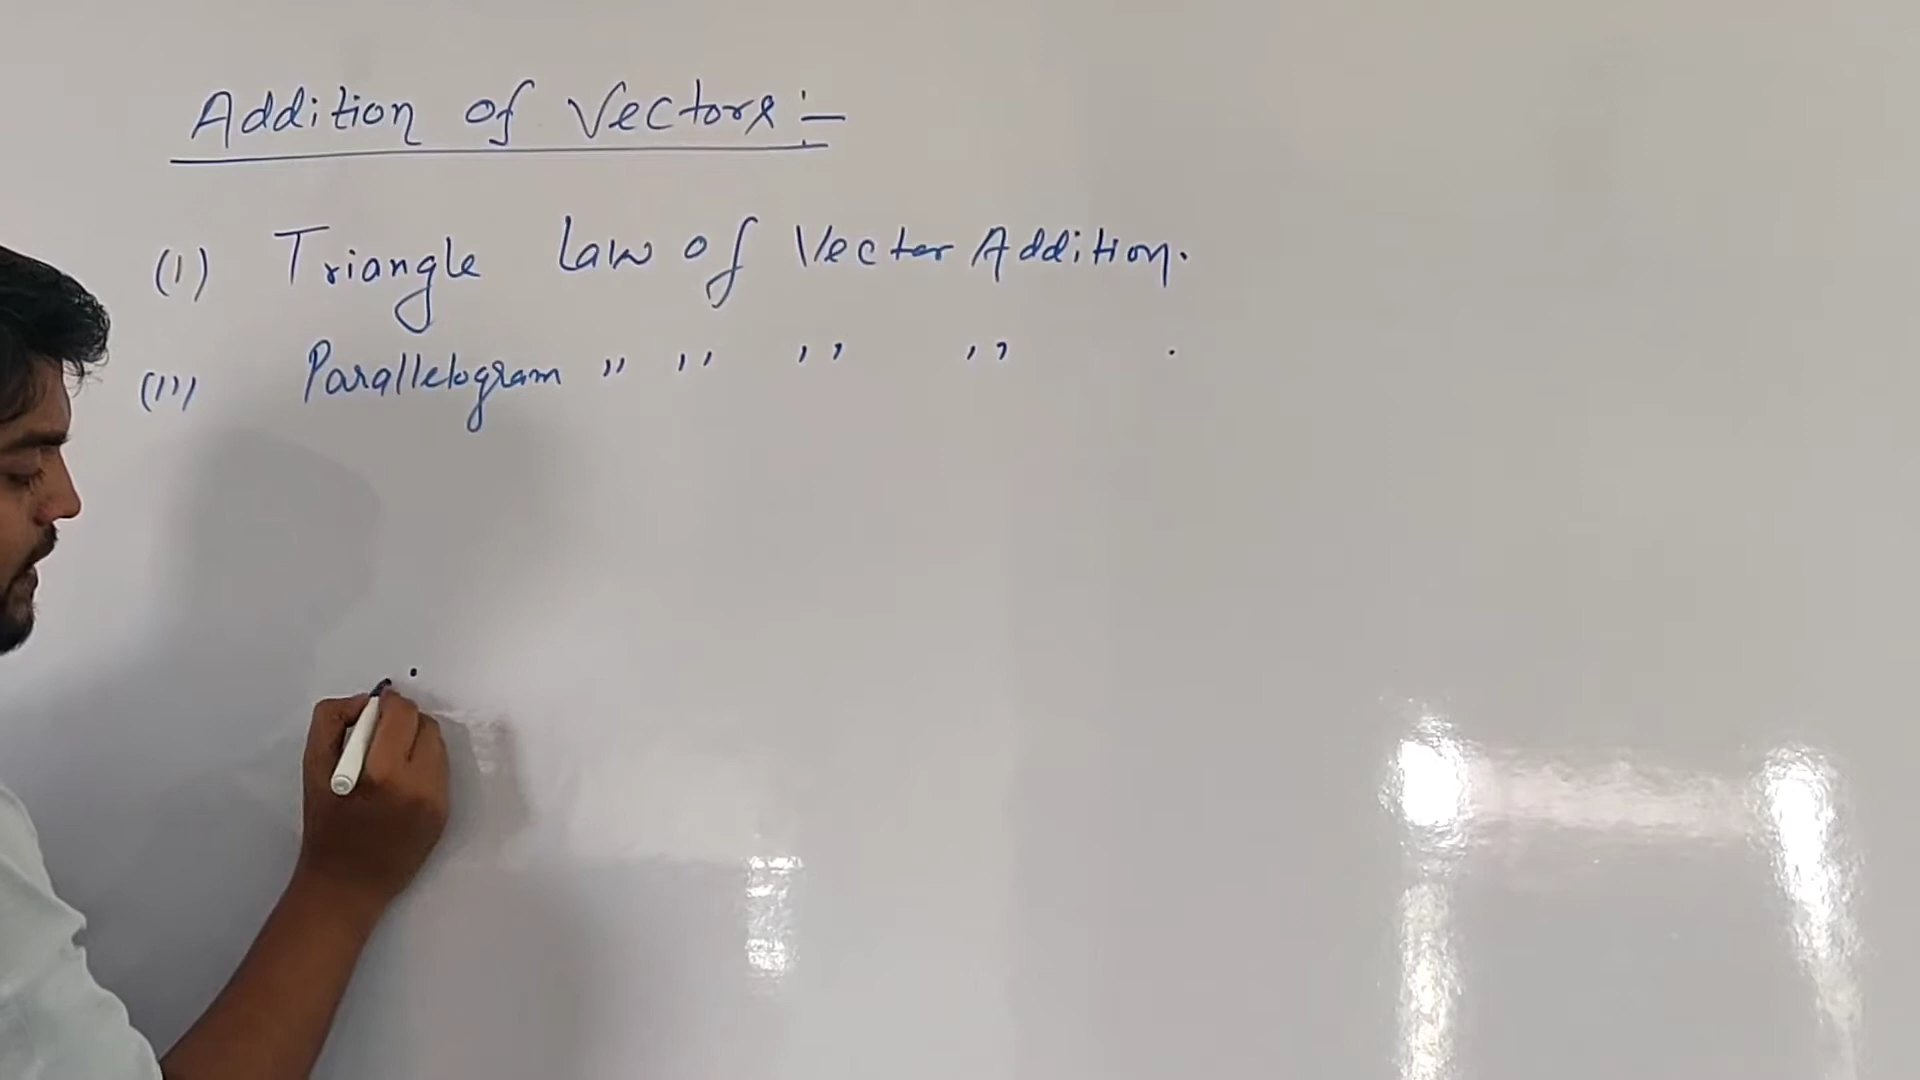 Addition of Vectors:-
(1) Triangle law of Vector Addition.
(11) Parallelogram ,, ,, ,, ,, .